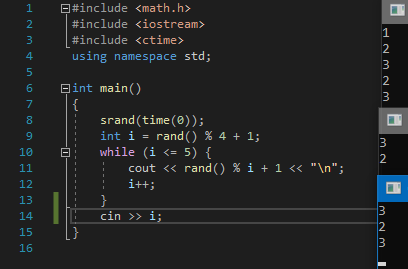 1 #include <math.h>
2 #include <iostream>
3 #include <ctime>
4 using namespace std;
5
6 int main()
7 {
8 srand(time(0));
9 int i = rand() % 4 + 1;
10 while (i <= 5) {
11 cout << rand() % i + 1 << "\n";
12 i++;
13 }
14 cin >> i;
15 }
16
1
2
3
2
3
3
2
3
2
3